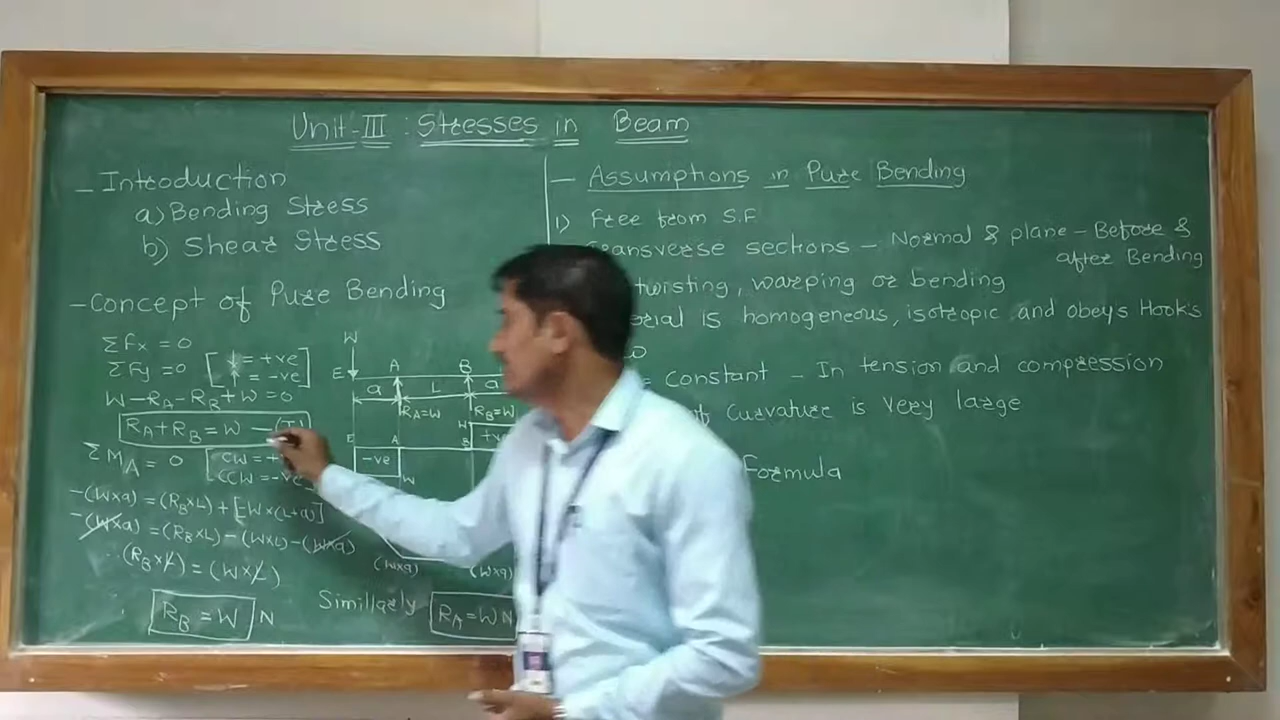 Unit-III : Stresses in Beam
- Introduction
a) Bending Stress
b) Shear Stress
- Concept of Pure Bending
ΣFx = 0
ΣFy = 0 [↓ = +ve
↑ = -ve]
W-RA-RB+W=0
RA+RB = W -(I)
ΣMA = 0 [CW = +
CCW = -ve
-(W×a) = (RB×L) + [-W×(L+a)]
-(W×a) = (RB×L) - (W×L) - (W×a)
∴ (RB×L) = (W×L)
RB = W N
Simillarly RA = W N
W
E A B
a L a
RA=W RB=W
W
+ve
E A B
-ve
W
(W×a) (W×a)
- Assumptions in Pure Bending
1) Free from S.F
transverse sections - Normal & plane - Before &
after Bending
twisting, warping or bending
is homogeneous, isotropic and obeys Hook's
= constant - In tension and compression
of curvature is very large
Formula